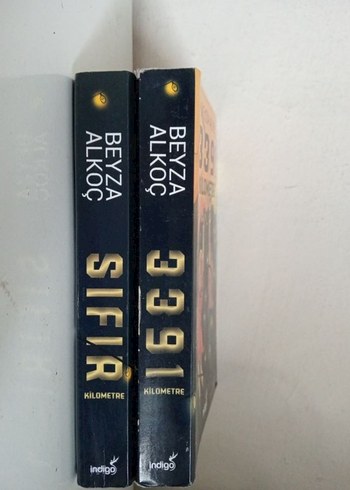 BEYZA
ALKOÇ
SIFIR
KİLOMETRE
indigo
BEYZA
ALKOÇ
3391
KİLOMETRE
indigo